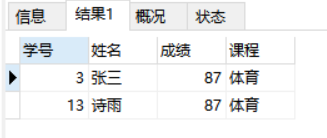 信息 结果1 概况 状态
学号 姓名 成绩 课程
3 张三 87 体育
13 诗雨 87 体育